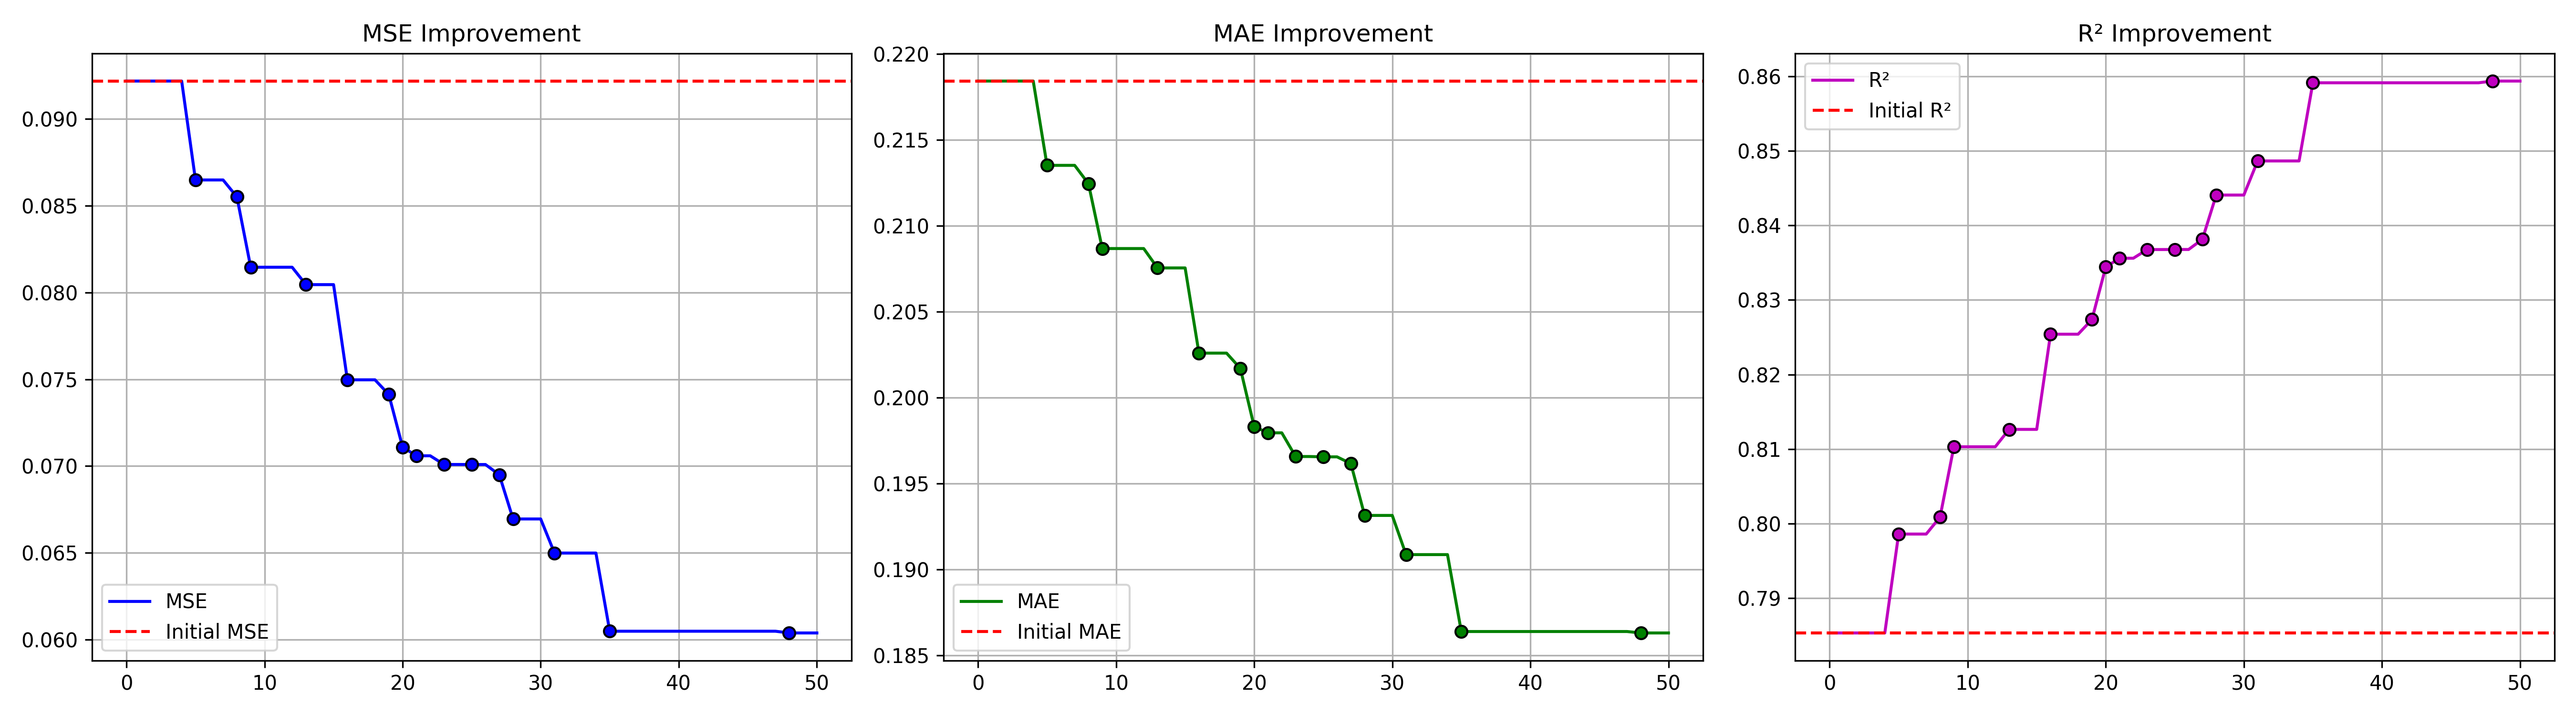 MSE Improvement
0.090
0.085
0.080
0.075
0.070
0.065
0.060
MSE
Initial MSE
0 10 20 30 40 50
MAE Improvement
0.220
0.215
0.210
0.205
0.200
0.195
0.190
0.185
MAE
Initial MAE
0 10 20 30 40 50
R² Improvement
0.86
0.85
0.84
0.83
0.82
0.81
0.80
0.79
R²
Initial R²
0 10 20 30 40 50